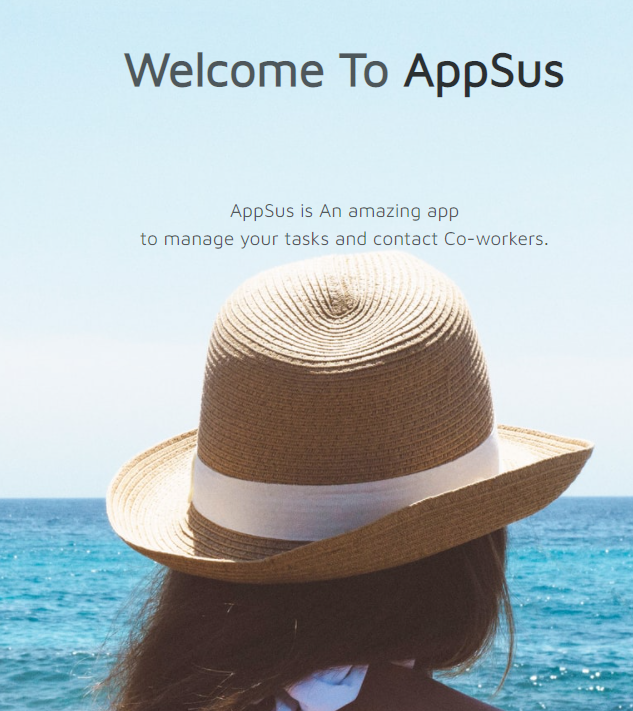 Welcome To AppSus
AppSus is An amazing app
to manage your tasks and contact Co-workers.